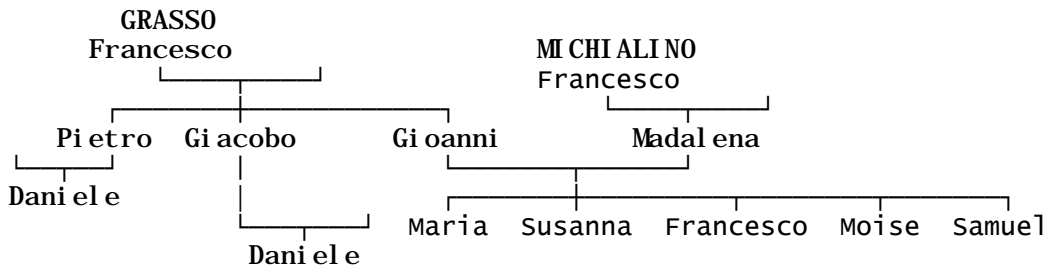 GRASSO
Francesco
MICHIALINO
Francesco
Pietro Giacobo Gioanni Madalena
Daniele
Maria Susanna Francesco Moise Samuel
Daniele